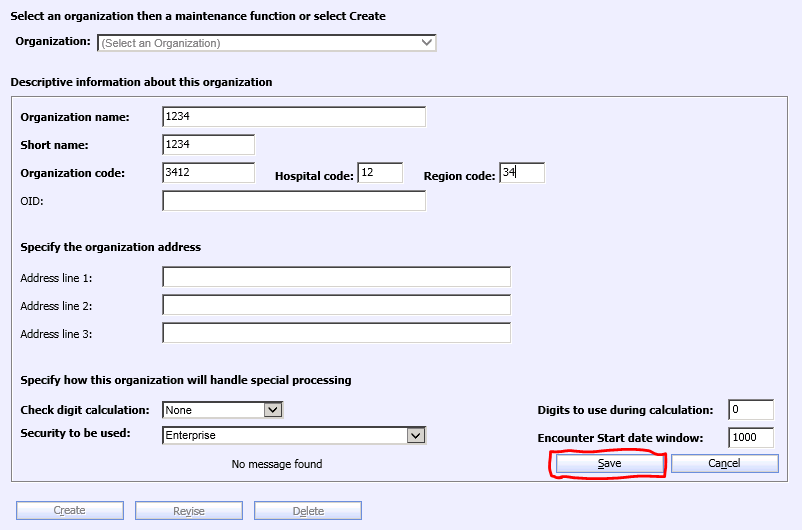 Select an organization then a maintenance function or select Create
Organization: (Select an Organization)
Descriptive information about this organization
Organization name: 1234
Short name: 1234
Organization code: 3412 Hospital code: 12 Region code: 34
OID:
Specify the organization address
Address line 1:
Address line 2:
Address line 3:
Specify how this organization will handle special processing
Check digit calculation: None Digits to use during calculation: 0
Security to be used: Enterprise Encounter Start date window: 1000
No message found Save Cancel
Create Revise Delete